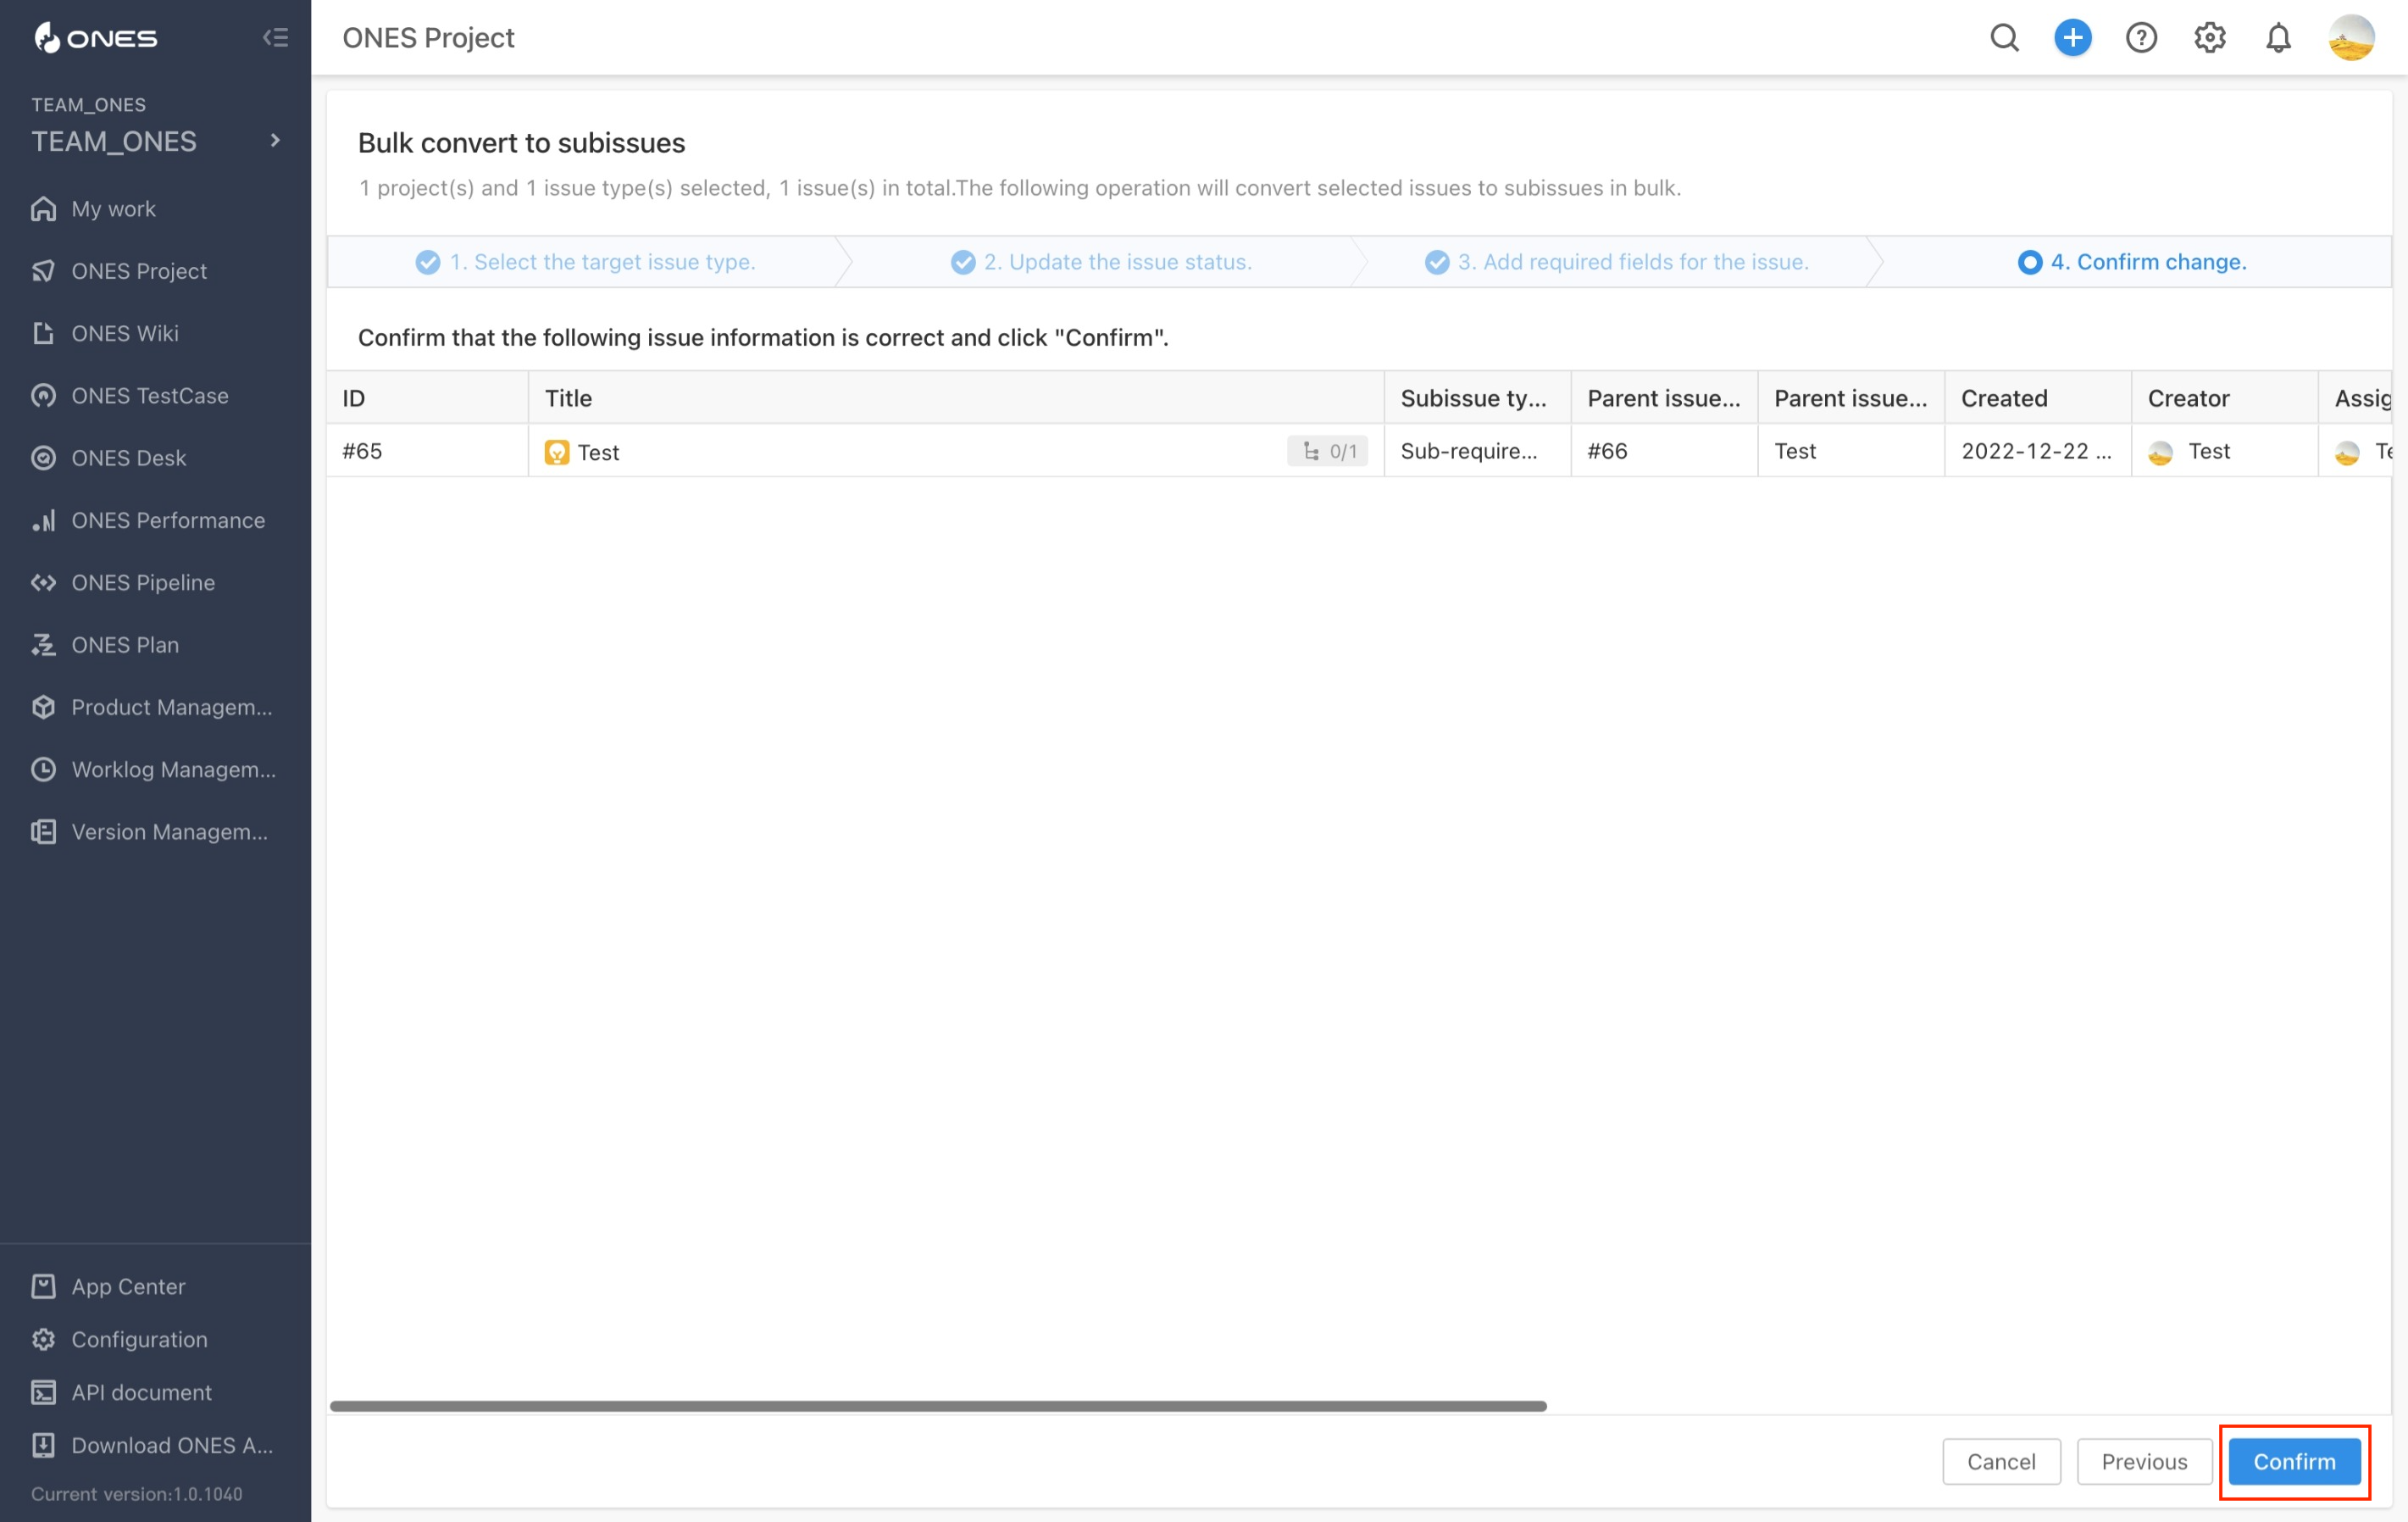 ONES
TEAM_ONES
TEAM_ONES
My work
ONES Project
ONES Wiki
ONES TestCase
ONES Desk
ONES Performance
ONES Pipeline
ONES Plan
Product Managem...
Worklog Managem...
Version Managem...
App Center
Configuration
API document
Download ONES A...
Current version:1.0.1040
ONES Project
Bulk convert to subissues
1 project(s) and 1 issue type(s) selected, 1 issue(s) in total.The following operation will convert selected issues to subissues in bulk.
1. Select the target issue type. 2. Update the issue status. 3. Add required fields for the issue. 4. Confirm change.
Confirm that the following issue information is correct and click "Confirm".
ID Title Subissue ty... Parent issue... Parent issue... Created Creator Assig
#65 Test 0/1 Sub-require... #66 Test 2022-12-22 ... Test Te
Cancel Previous Confirm